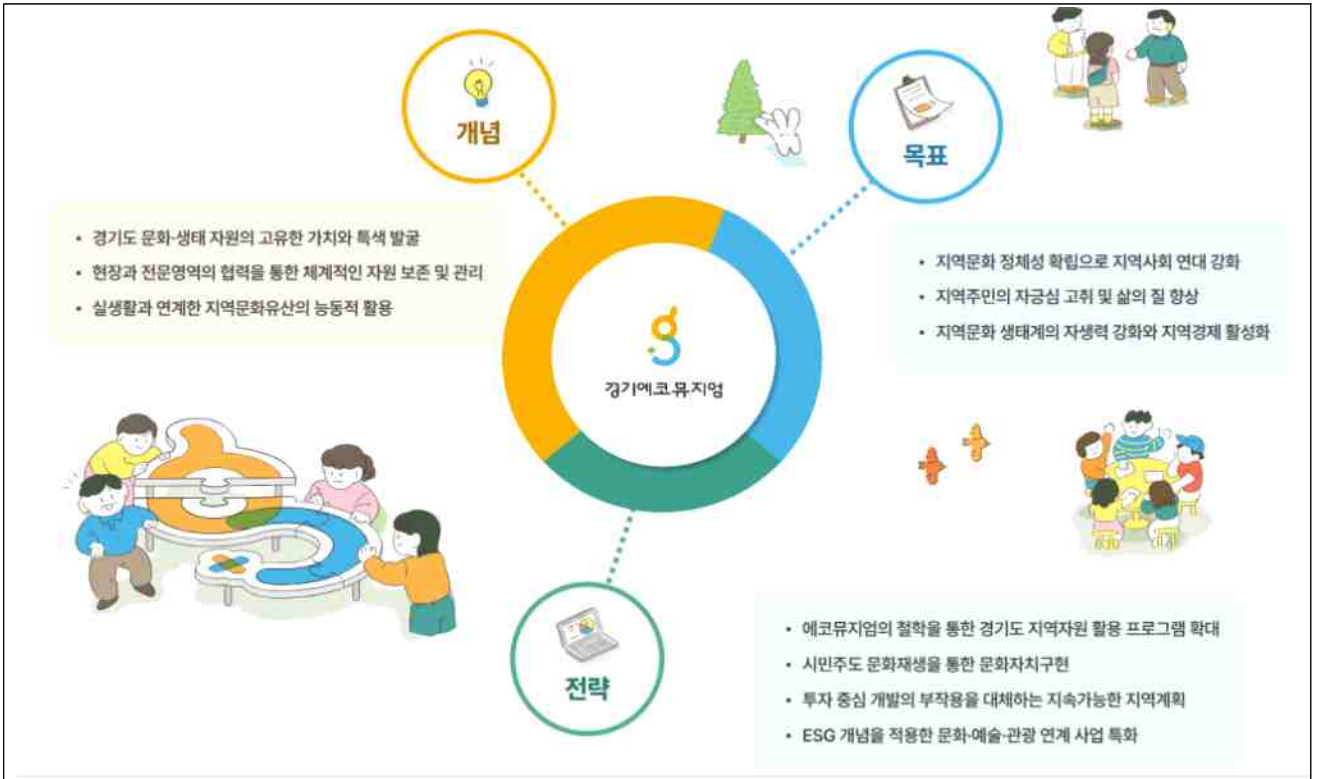 개념
목표
• 경기도 문화·생태 자원의 고유한 가치와 특색 발굴
• 현장과 전문영역의 협력을 통한 체계적인 자원 보존 및 관리
• 실생활과 연계한 지역문화유산의 능동적 활용
• 지역문화 정체성 확립으로 지역사회 연대 강화
• 지역주민의 자긍심 고취 및 삶의 질 향상
• 지역문화 생태계의 자생력 강화와 지역경제 활성화
경기에코뮤지엄
전략
• 에코뮤지엄의 철학을 통한 경기도 지역자원 활용 프로그램 확대
• 시민주도 문화재생을 통한 문화자치구현
• 투자 중심 개발의 부작용을 대체하는 지속가능한 지역계획
• ESG 개념을 적용한 문화·예술·관광 연계 사업 특화